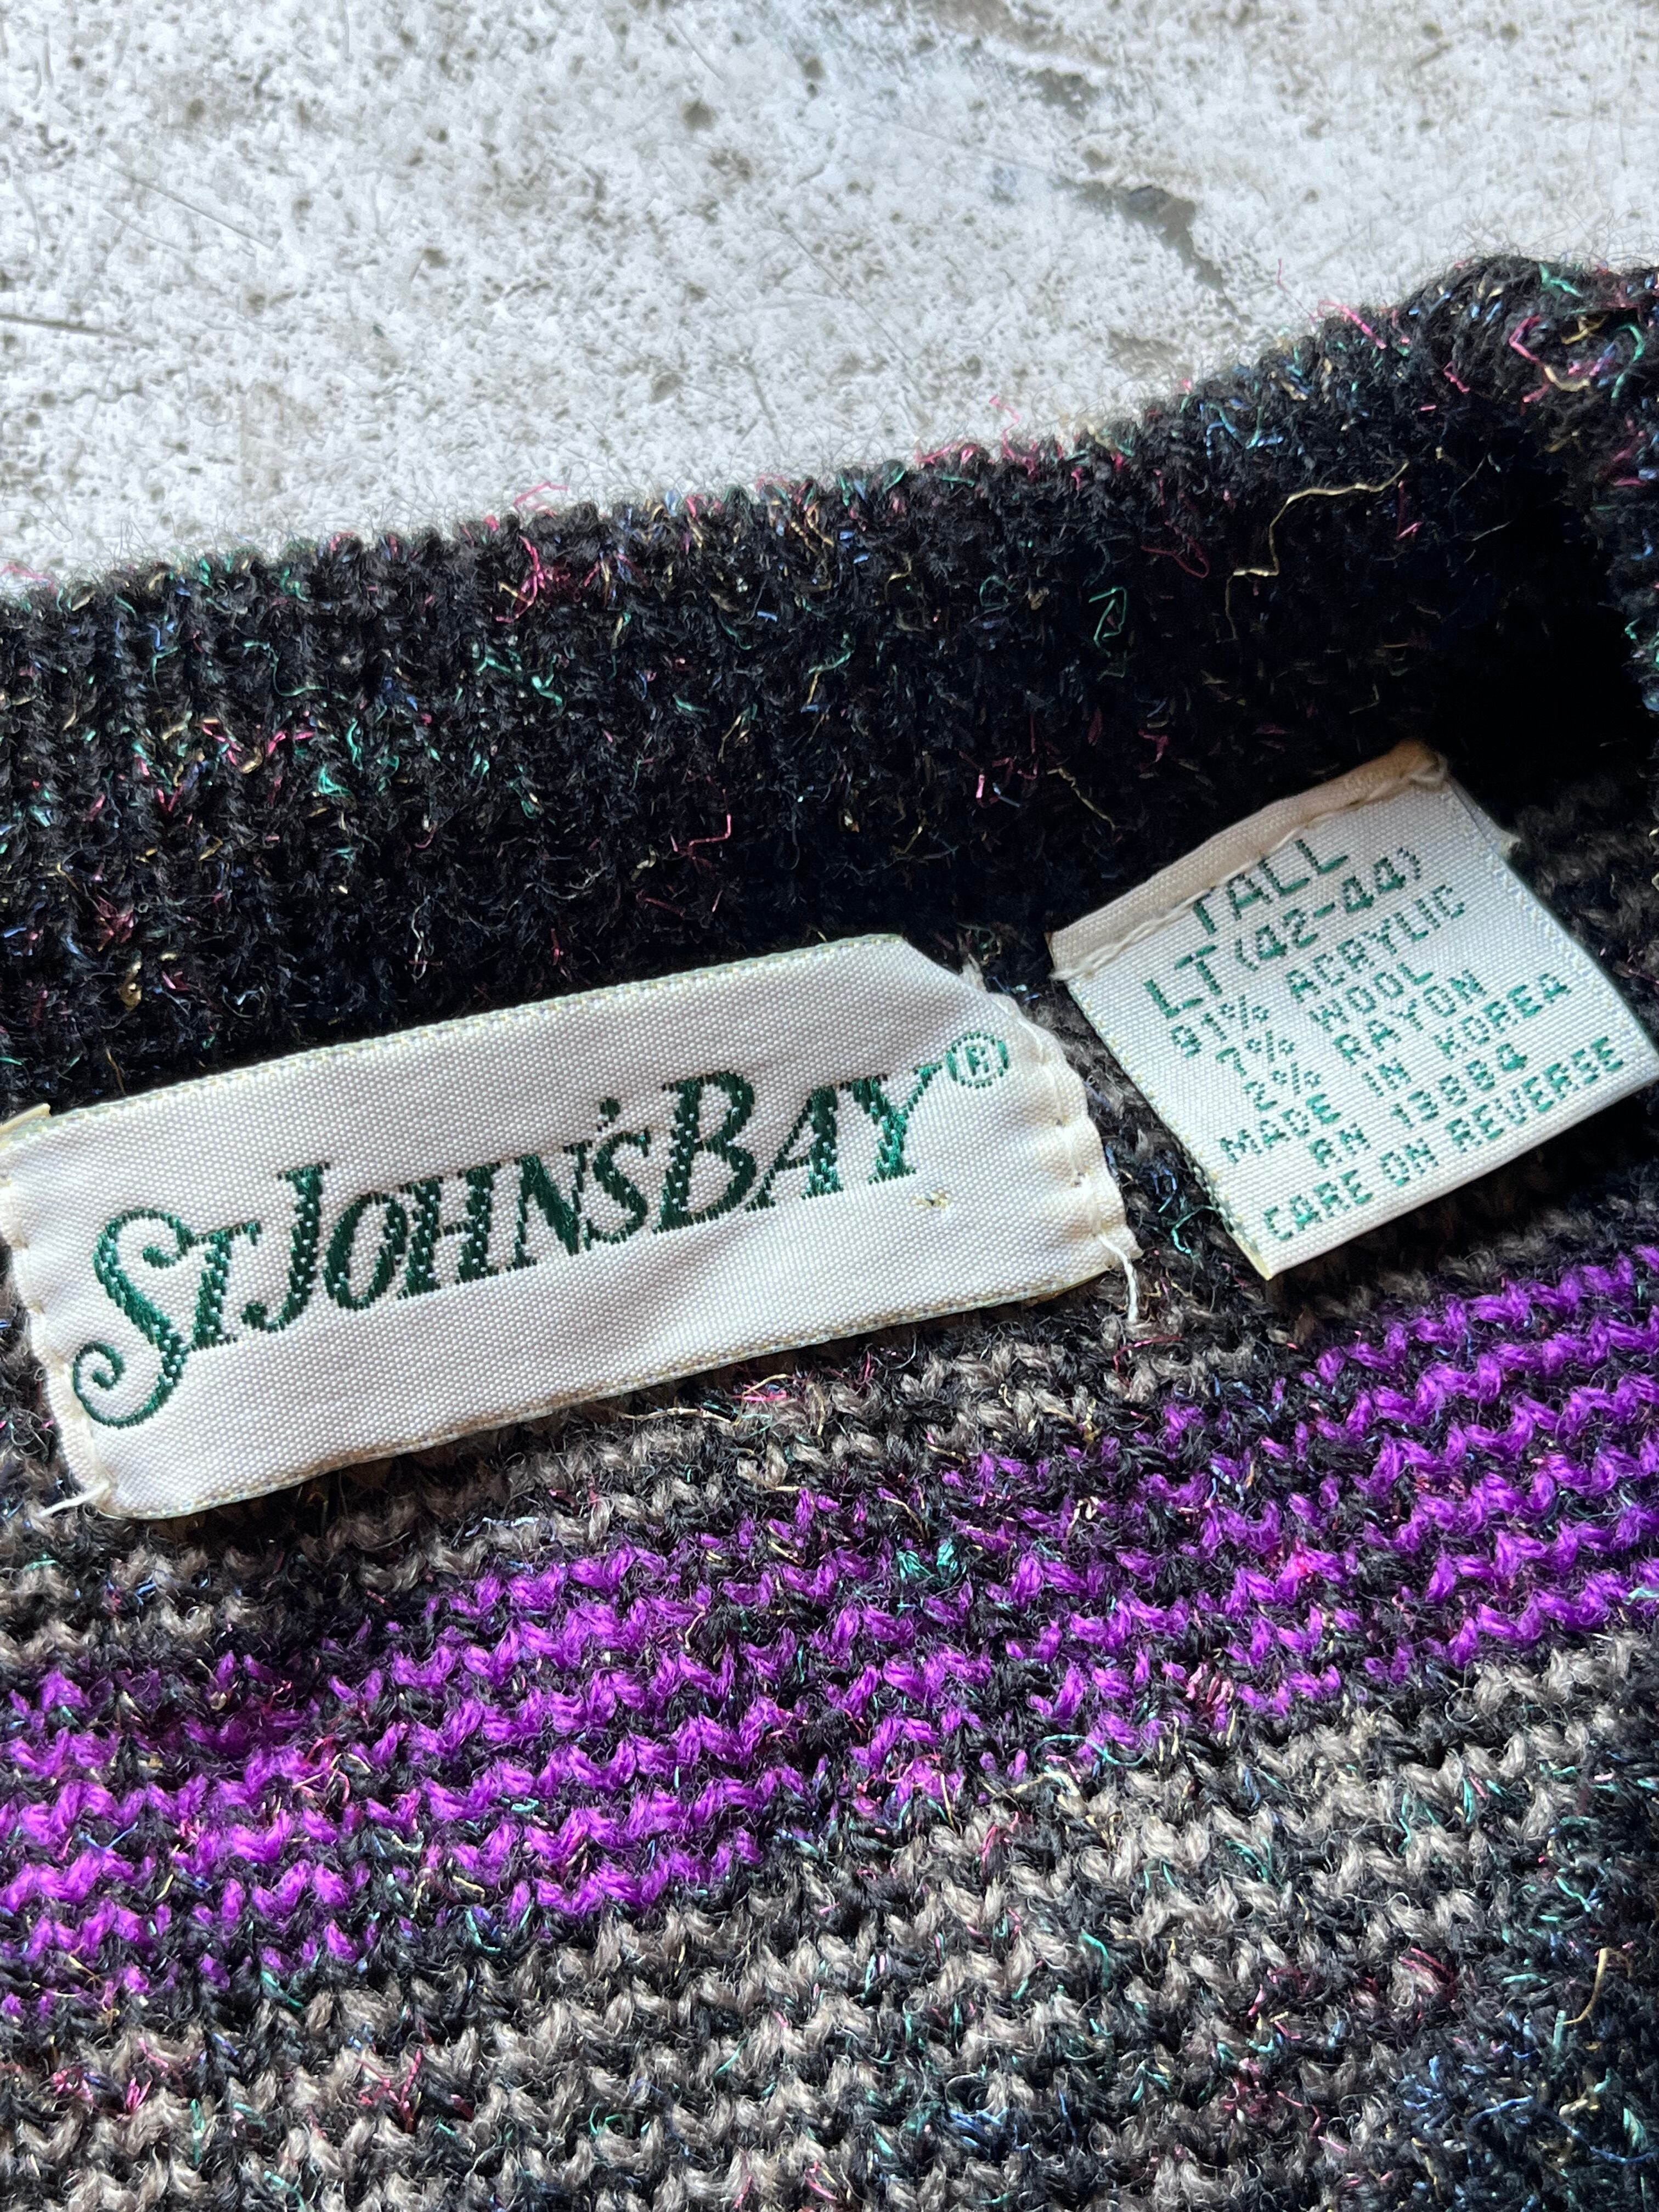 ST JOHN'S BAY®
TALL
LT (42-44)
91% ACRYLIC
7% WOOL
2% RAYON
MADE IN KOREA
RN 13984
CARE ON REVERSE